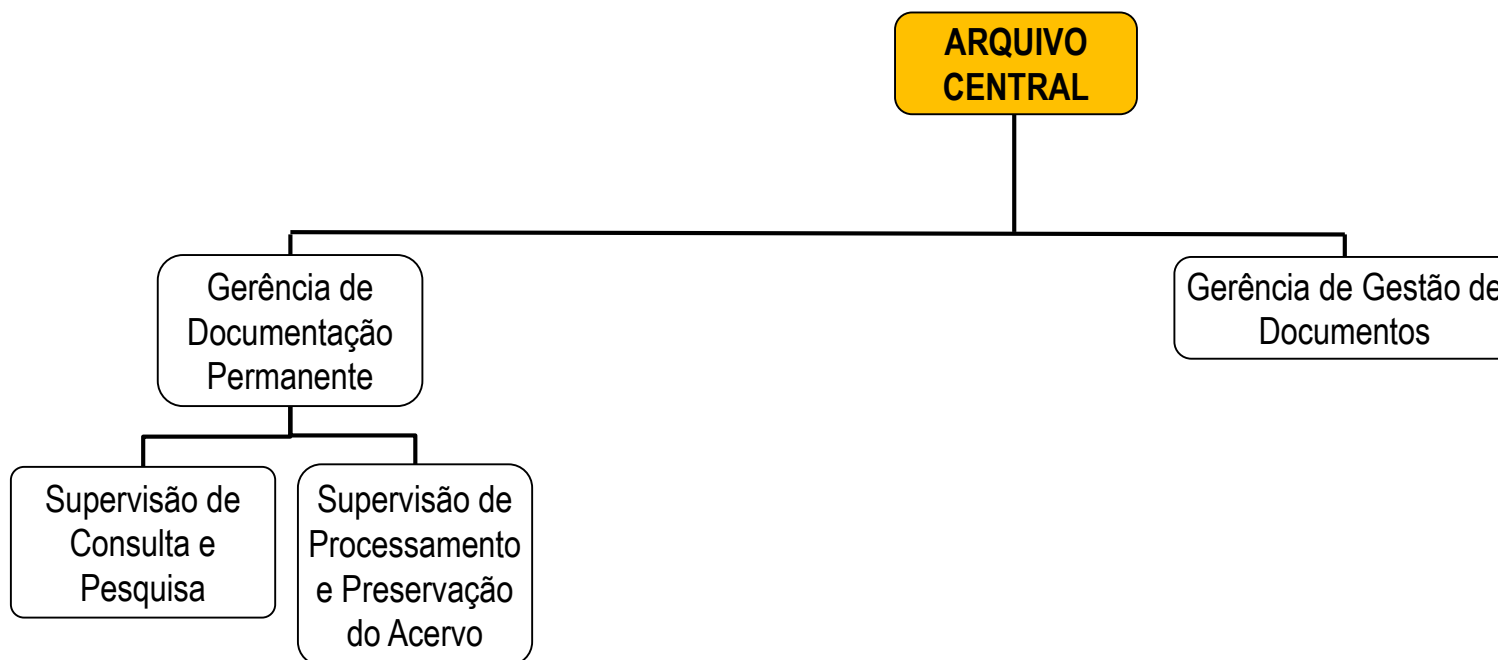 ARQUIVO
CENTRAL
Gerência de
Documentação
Permanente
Gerência de Gestão de
Documentos
Supervisão de
Consulta e
Pesquisa
Supervisão de
Processamento
e Preservação
do Acervo